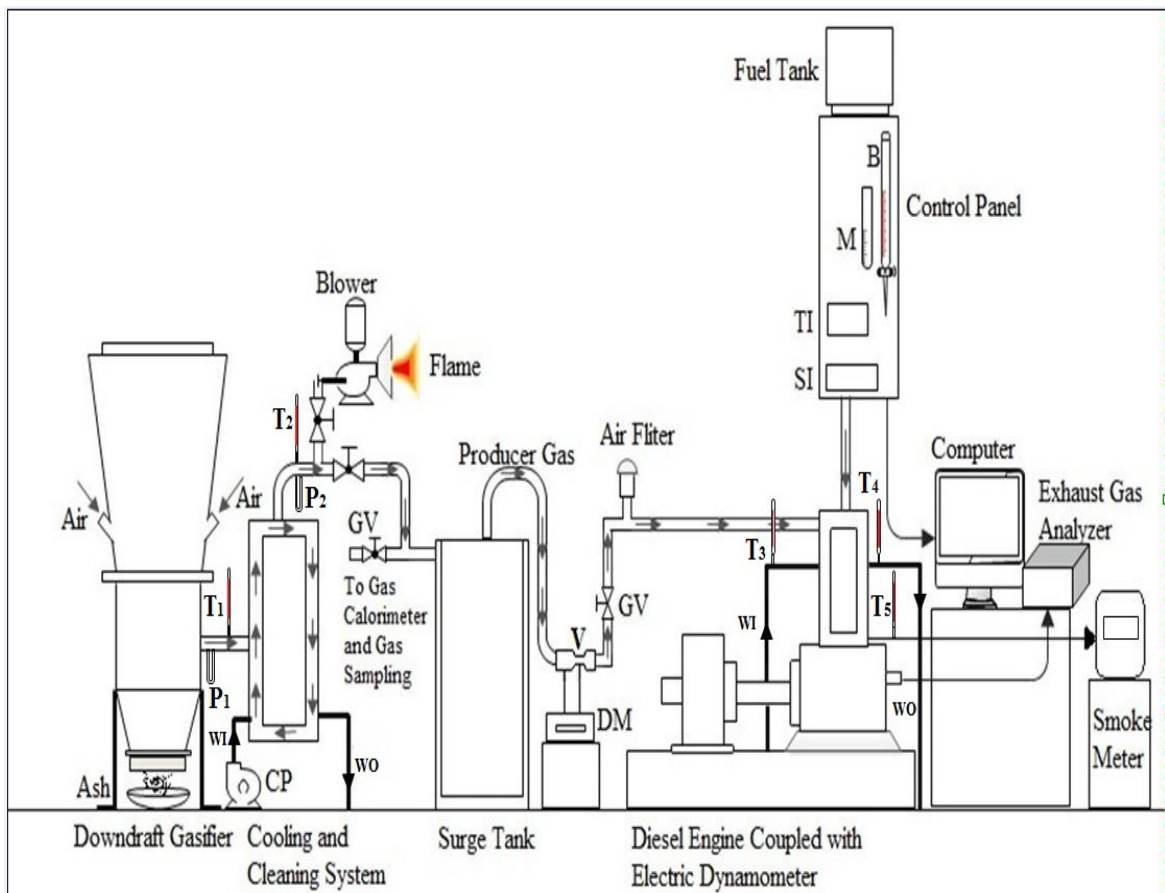 Fuel Tank
B
Control Panel
M
TI
SI
Blower
Flame
T2
P2
Air
Air
Producer Gas
Air Fliter
Computer
Exhaust Gas
Analyzer
T4
T3
T5
GV
To Gas
Calorimeter
and Gas
Sampling
GV
V
DM
T1
P1
WI
WO
CP
Ash
WI
WO
Smoke
Meter
Downdraft Gasifier
Cooling and
Cleaning System
Surge Tank
Diesel Engine Coupled with
Electric Dynamometer